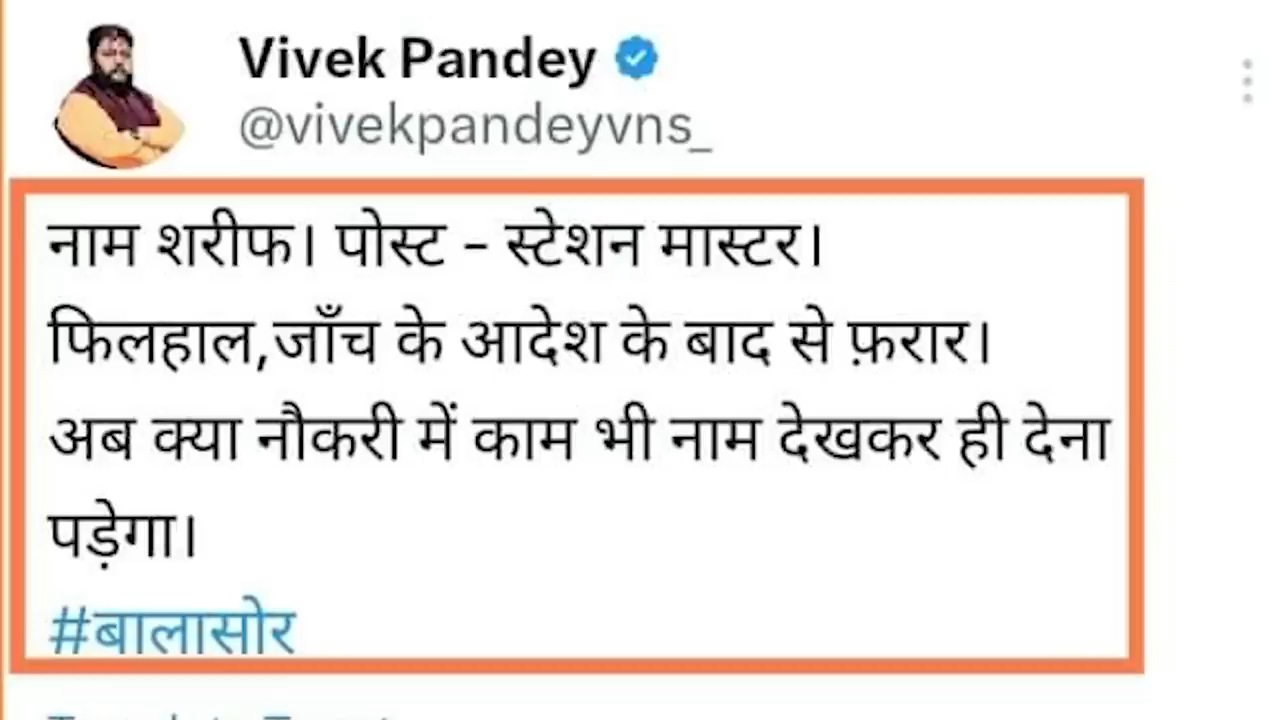 Vivek Pandey
@vivekpandeyvns_
नाम शरीफ। पोस्ट - स्टेशन मास्टर।
फिलहाल,जाँच के आदेश के बाद से फ़रार।
अब क्या नौकरी में काम भी नाम देखकर ही देना
पड़ेगा।
#बालासोर